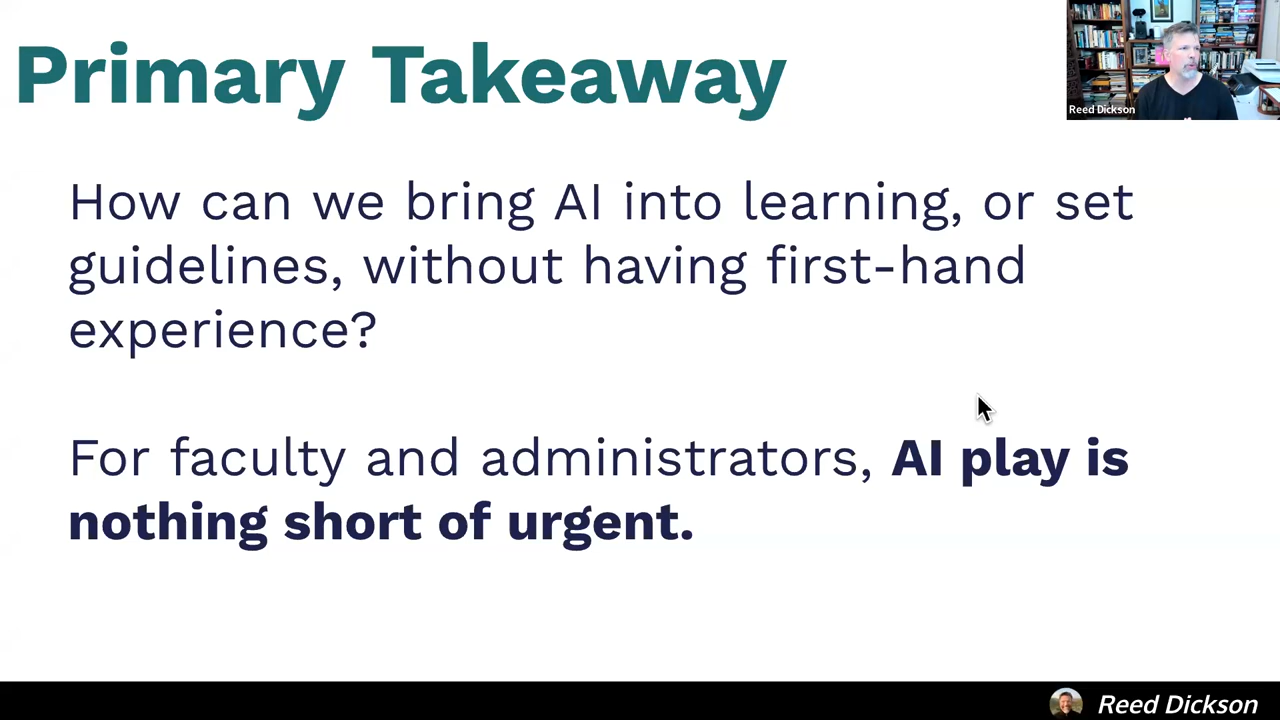 Primary Takeaway
Reed Dickson
How can we bring AI into learning, or set
guidelines, without having first-hand
experience?
For faculty and administrators, AI play is
nothing short of urgent.
Reed Dickson